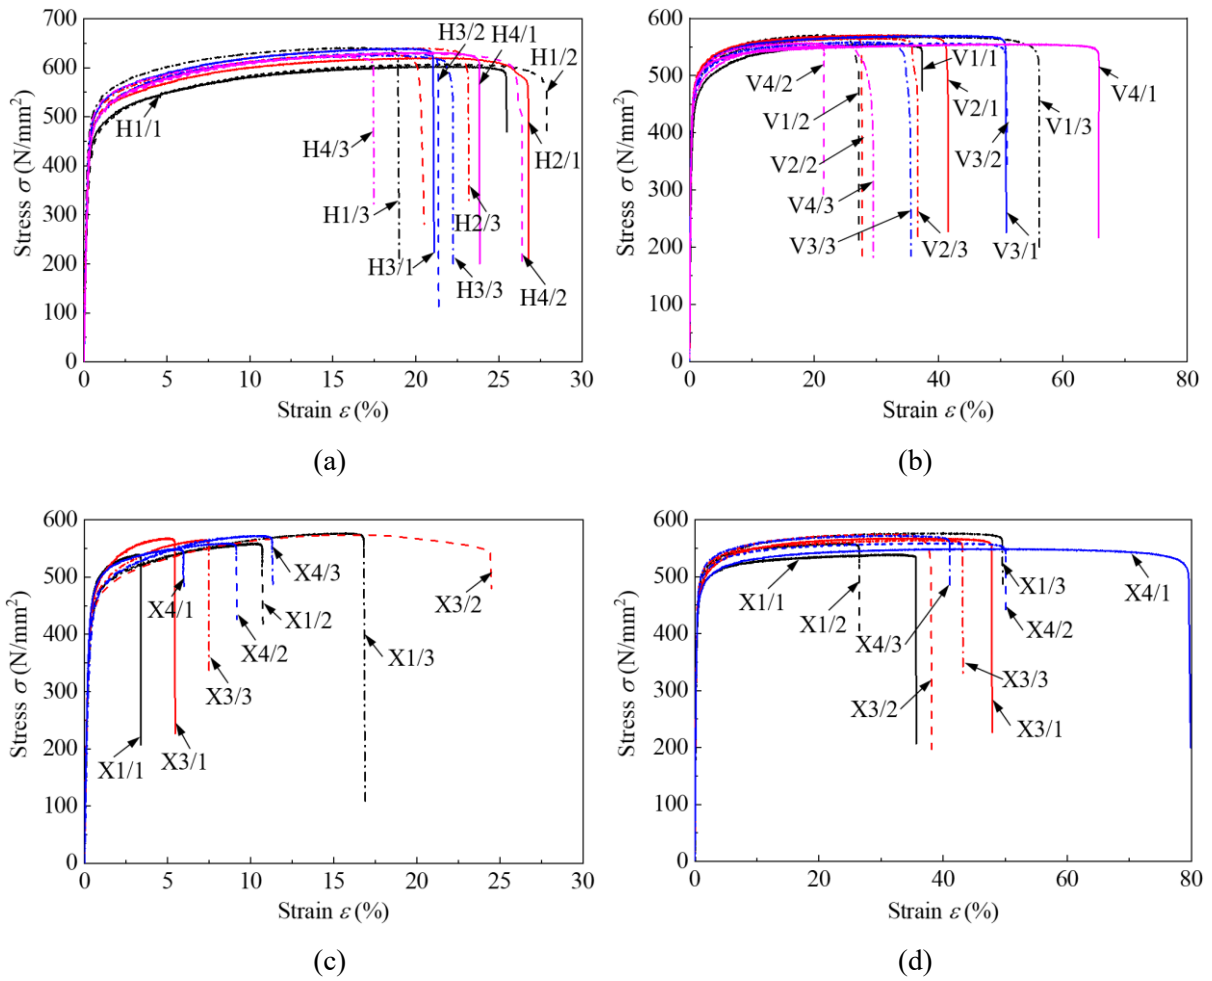 700
600
500
400
300
200
100
0
0 5 10 15 20 25 30
Stress σ (N/mm²)
Strain ε (%)
H3/2
H4/1
H1/2
H1/1
H4/3
H2/1
H1/3
H2/3
H3/1
H3/3
H4/2
(a)
600
500
400
300
200
100
0
0 20 40 60 80
Stress σ (N/mm²)
Strain ε (%)
V4/2
V1/1
V4/1
V1/2
V2/1
V1/3
V2/2
V3/2
V4/3
V3/3
V2/3
V3/1
(b)
600
500
400
300
200
100
0
0 5 10 15 20 25 30
Stress σ (N/mm²)
Strain ε (%)
X4/3
X4/1
X3/2
X1/2
X4/2
X1/3
X3/3
X1/1
X3/1
(c)
600
500
400
300
200
100
0
0 20 40 60 80
Stress σ (N/mm²)
Strain ε (%)
X1/1
X1/3
X4/1
X1/2
X4/3
X4/2
X3/3
X3/2
X3/1
(d)